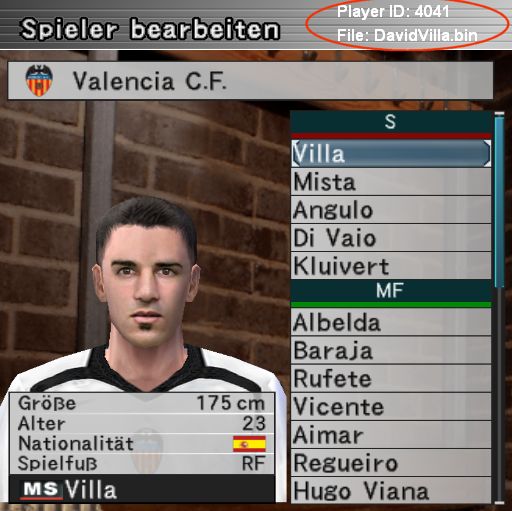 Spieler bearbeiten
Player ID: 4041
File: DavidVilla.bin
Valencia C.F.
S
Villa
Mista
Angulo
Di Vaio
Kluivert
MF
Albelda
Baraja
Rufete
Vicente
Aimar
Regueiro
Hugo Viana
Größe 175 cm
Alter 23
Nationalität
Spielfuß RF
MS Villa